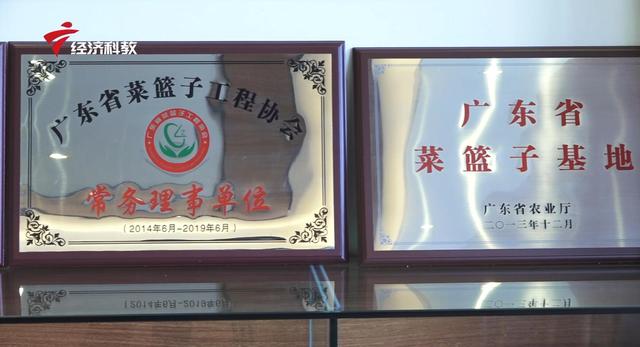 经济科教
广东省菜篮子工程协会
常务理事单位
(2014年6月-2019年6月)
广东省
菜篮子基地
广东省农业厅
二〇一三年十二月